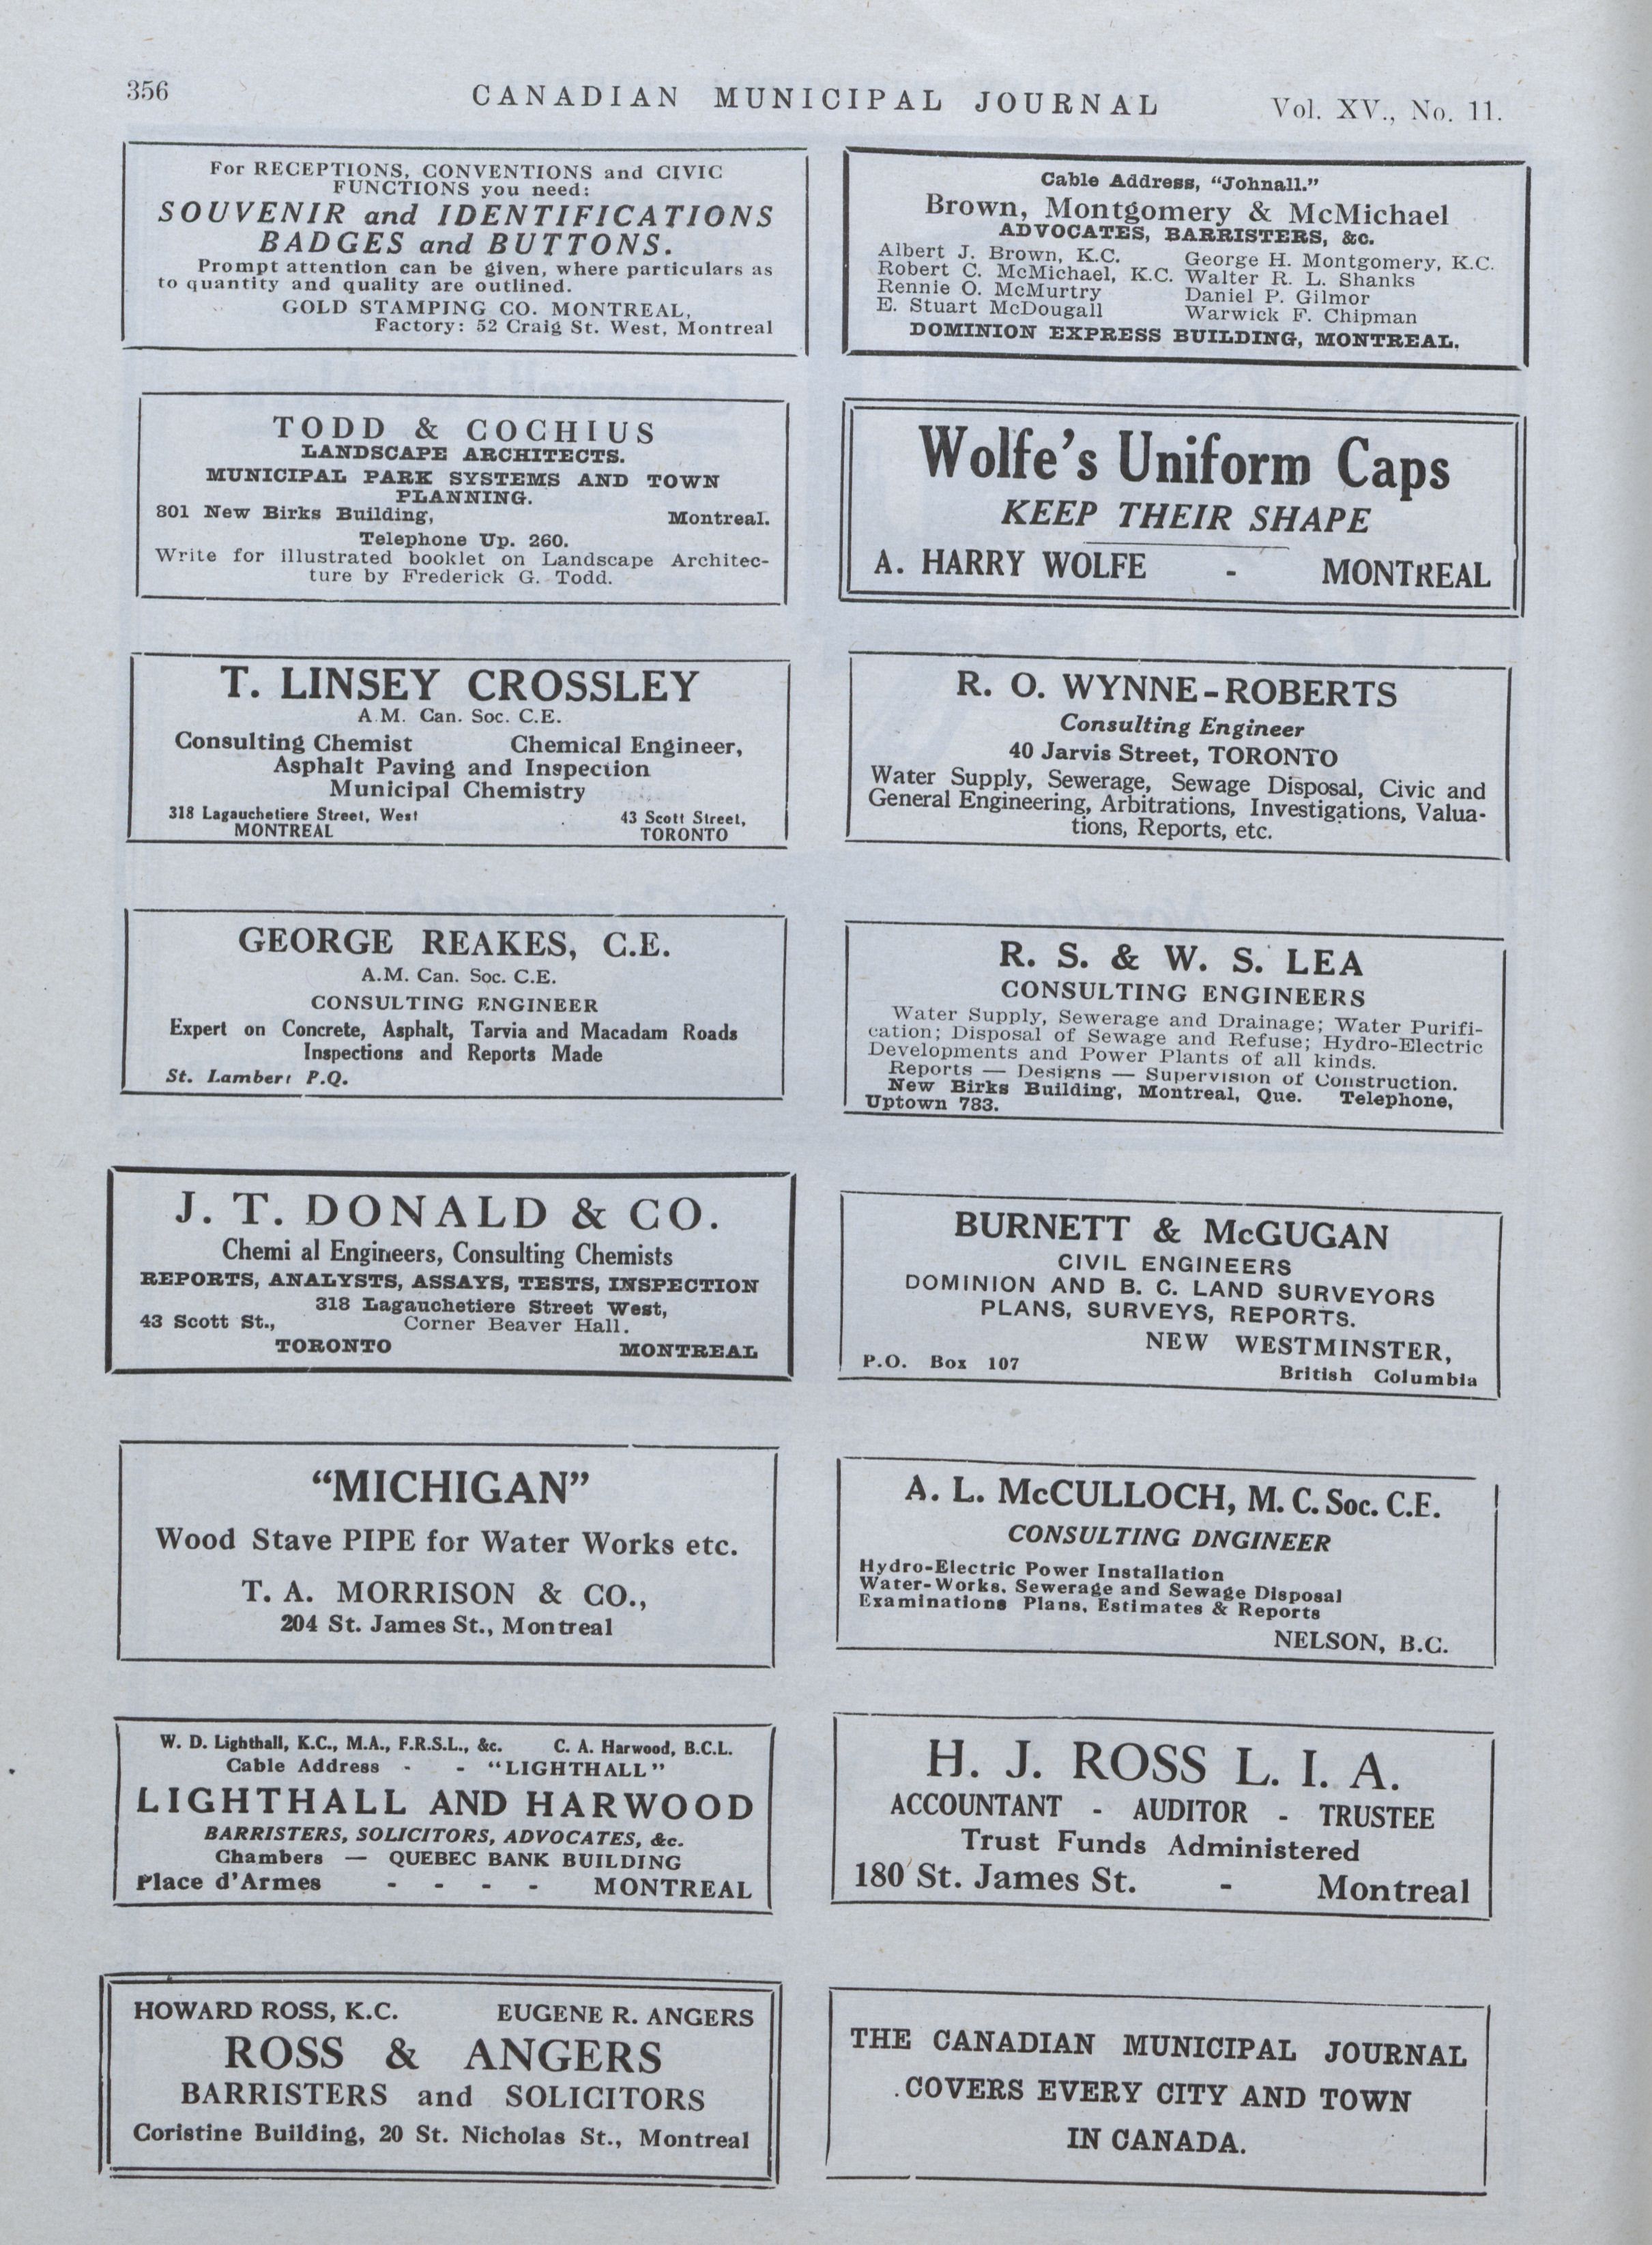 356
CANADIAN MUNICIPAL JOURNAL
Vol. XV., No. 11.
For RECEPTIONS, CONVENTIONS and CIVIC
FUNCTIONS you need:
SOUVENIR and IDENTIFICATIONS
BADGES and BUTTONS.
Prompt attention can be given, where particulars as
to quantity and quality are outlined.
GOLD STAMPING CO. MONTREAL,
Factory: 52 Craig St. West, Montreal
Cable Address, "Johnall."
Brown, Montgomery & McMichael
ADVOCATES, BARRISTERS, &c.
Albert J. Brown, K.C. George H. Montgomery, K.C.
Robert C. McMichael, K.C. Walter R. L. Shanks
Rennie O. McMurtry Daniel P. Gilmor
E. Stuart McDougall Warwick F. Chipman
DOMINION EXPRESS BUILDING, MONTREAL.
TODD & COCHIUS
LANDSCAPE ARCHITECTS.
MUNICIPAL PARK SYSTEMS AND TOWN
PLANNING.
801 New Birks Building, Montreal.
Telephone Up. 260.
Write for illustrated booklet on Landscape Architec-
ture by Frederick G. Todd.
Wolfe's Uniform Caps
KEEP THEIR SHAPE
A. HARRY WOLFE - MONTREAL
T. LINSEY CROSSLEY
A.M. Can. Soc. C.E.
Consulting Chemist Chemical Engineer,
Asphalt Paving and Inspection
Municipal Chemistry
318 Lagauchetiere Street, West 43 Scott Street,
MONTREAL TORONTO
R. O. WYNNE-ROBERTS
Consulting Engineer
40 Jarvis Street, TORONTO
Water Supply, Sewerage, Sewage Disposal, Civic and
General Engineering, Arbitrations, Investigations, Valua-
tions, Reports, etc.
GEORGE REAKES, C.E.
A.M. Can. Soc. C.E.
CONSULTING ENGINEER
Expert on Concrete, Asphalt, Tarvia and Macadam Roads
Inspections and Reports Made
St. Lambert P.Q.
R. S. & W. S. LEA
CONSULTING ENGINEERS
Water Supply, Sewerage and Drainage; Water Purifi-
cation; Disposal of Sewage and Refuse; Hydro-Electric
Developments and Power Plants of all kinds.
Reports — Designs — Supervision of Construction.
New Birks Building, Montreal, Que. Telephone,
Uptown 783.
J. T. DONALD & CO.
Chemi al Engineers, Consulting Chemists
REPORTS, ANALYSTS, ASSAYS, TESTS, INSPECTION
318 Lagauchetiere Street West,
43 Scott St., Corner Beaver Hall.
TORONTO MONTREAL
BURNETT & McGUGAN
CIVIL ENGINEERS
DOMINION AND B. C. LAND SURVEYORS
PLANS, SURVEYS, REPORTS.
NEW WESTMINSTER,
P.O. Box 107 British Columbia
"MICHIGAN"
Wood Stave PIPE for Water Works etc.
T. A. MORRISON & CO.,
204 St. James St., Montreal
A. L. McCULLOCH, M. C. Soc. C.E.
CONSULTING DNGINEER
Hydro-Electric Power Installation
Water-Works, Sewerage and Sewage Disposal
Examinations Plans, Estimates & Reports
NELSON, B.C.
W. D. Lighthall, K.C., M.A., F.R.S.L., &c. C. A. Harwood, B.C.L.
Cable Address - - "LIGHTHALL"
LIGHTHALL AND HARWOOD
BARRISTERS, SOLICITORS, ADVOCATES, &c.
Chambers — QUEBEC BANK BUILDING
Place d'Armes - - - - MONTREAL
H. J. ROSS L. I. A.
ACCOUNTANT - AUDITOR - TRUSTEE
Trust Funds Administered
180 St. James St. - Montreal
HOWARD ROSS, K.C. EUGENE R. ANGERS
ROSS & ANGERS
BARRISTERS and SOLICITORS
Coristine Building, 20 St. Nicholas St., Montreal
THE CANADIAN MUNICIPAL JOURNAL
COVERS EVERY CITY AND TOWN
IN CANADA.